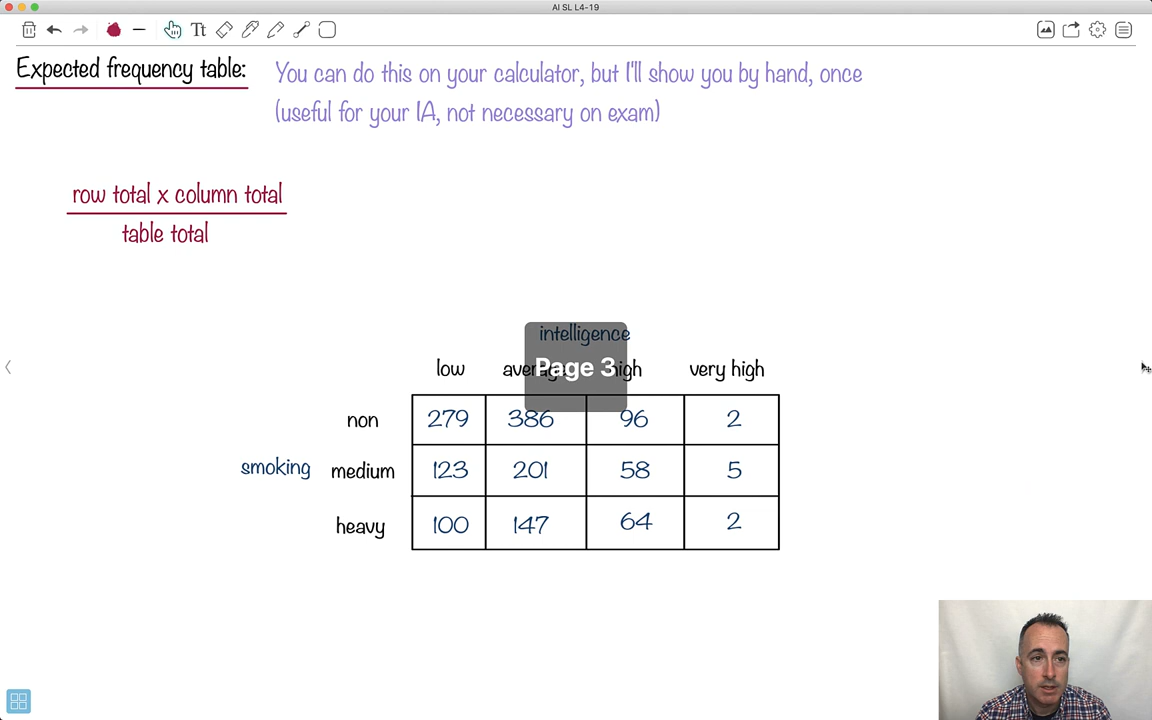 AI SL L4-19
Tt
Expected frequency table:
You can do this on your calculator, but I'll show you by hand, once
(useful for your IA, not necessary on exam)
row total x column total
table total
intelligence
Page 3
low average high very high
non 279 386 96 2
smoking medium 123 201 58 5
heavy 100 147 64 2